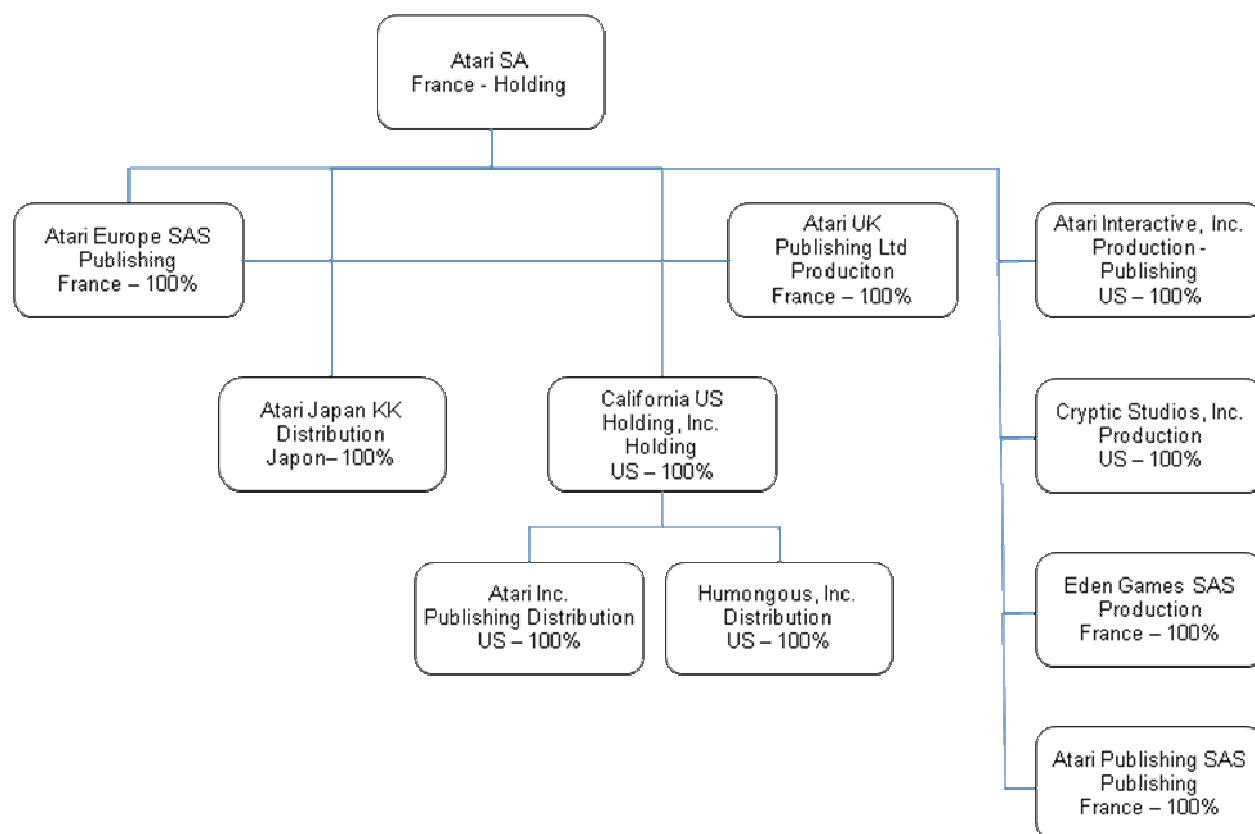 Atari SA
France - Holding
Atari Europe SAS
Publishing
France – 100%
Atari UK
Publishing Ltd
Produciton
France – 100%
Atari Interactive, Inc.
Production -
Publishing
US – 100%
Atari Japan KK
Distribution
Japon– 100%
California US
Holding, Inc.
Holding
US – 100%
Cryptic Studios, Inc.
Production
US – 100%
Atari Inc.
Publishing Distribution
US – 100%
Humongous, Inc.
Distribution
US – 100%
Eden Games SAS
Production
France – 100%
Atari Publishing SAS
Publishing
France – 100%